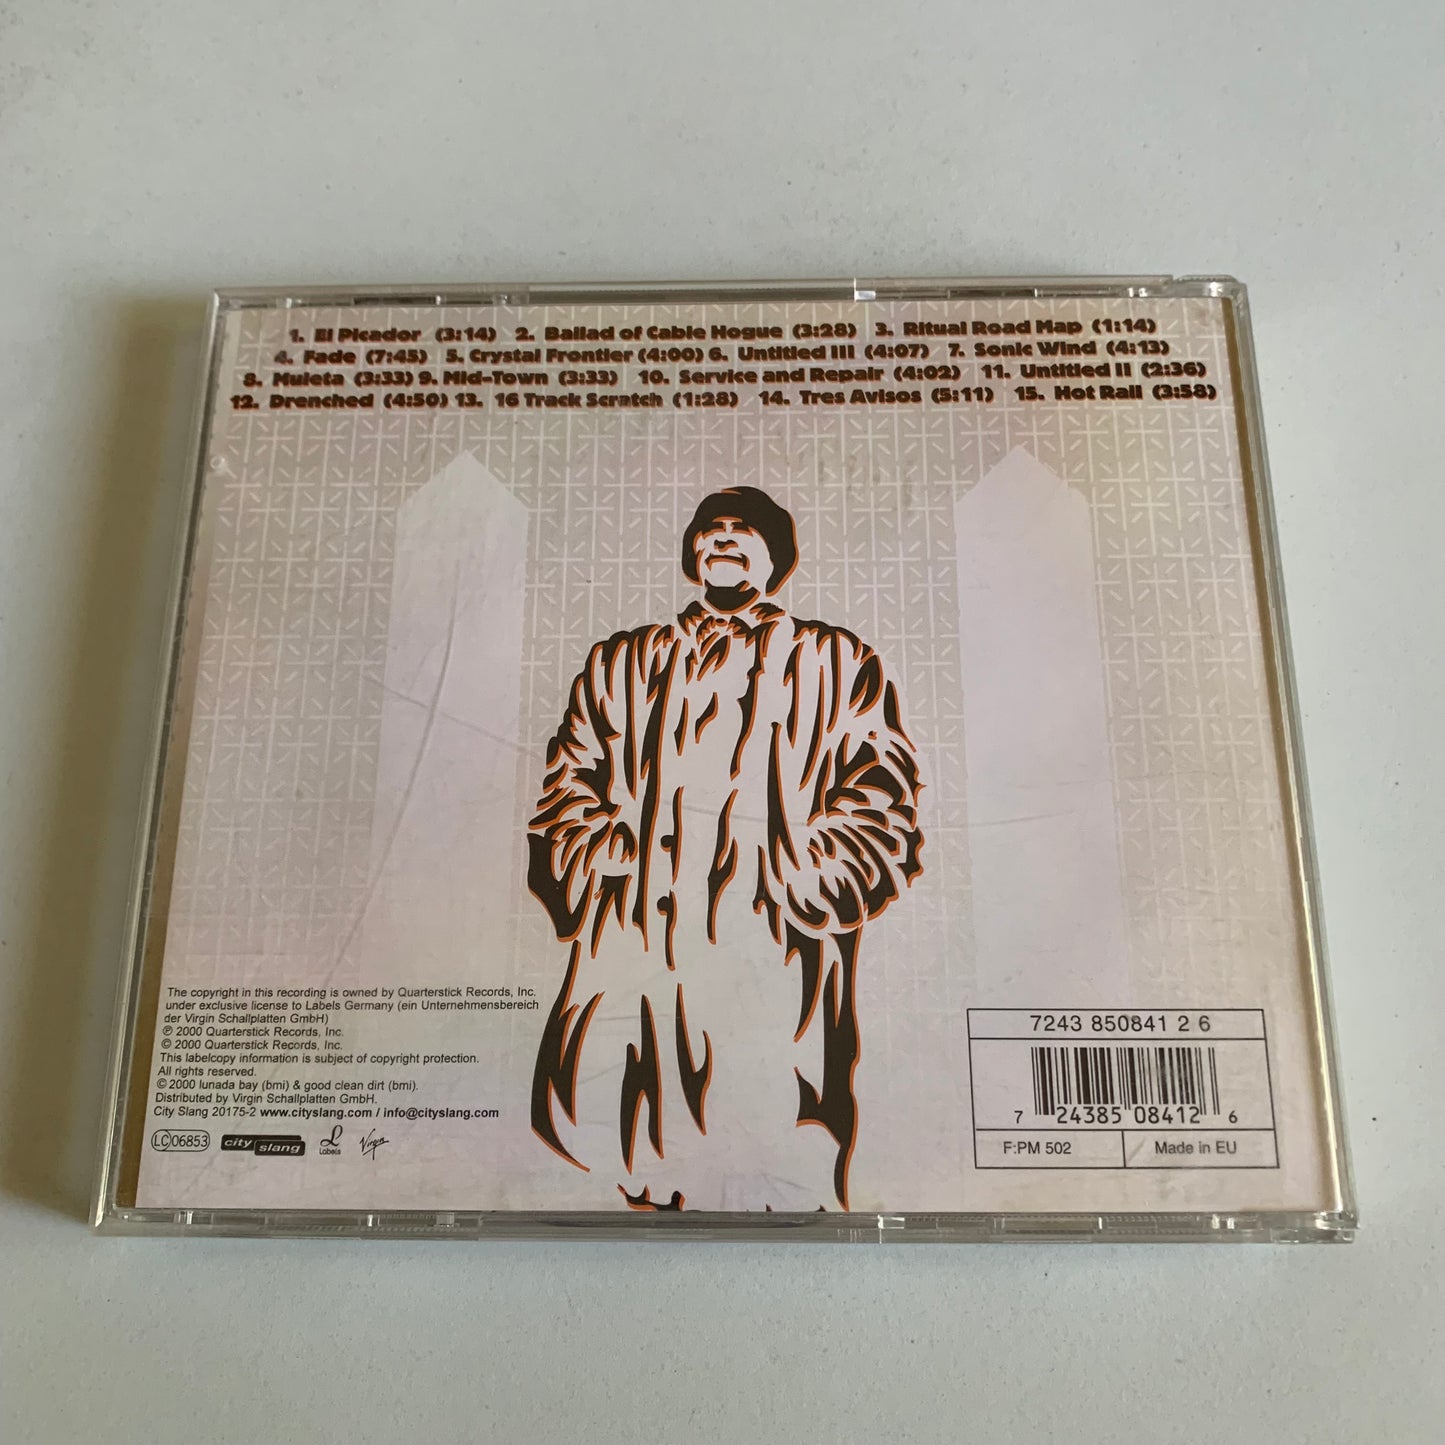 1. El Picador (3:14) 2. Ballad of Cable Hogue (3:28) 3. Ritual Road Map (1:14)
4. Fade (7:45) 5. Crystal Frontier (4:00) 6. Untitled III (4:07) 7. Sonic Wind (4:13)
8. Muleta (3:33) 9. Mid-Town (3:33) 10. Service and Repair (4:02) 11. Untitled II (2:36)
12. Drenched (4:50) 13. 16 Track Scratch (1:28) 14. Tres Avisos (5:11) 15. Hot Rail (3:58)
The copyright in this recording is owned by Quarterstick Records, Inc.
under exclusive license to Labels Germany (ein Unternehmensbereich
der Virgin Schallplatten GmbH)
℗ 2000 Quarterstick Records, Inc.
© 2000 Quarterstick Records, Inc.
This labelcopy information is subject of copyright protection.
All rights reserved.
© 2000 lunada bay (bmi) & good clean dirt (bmi).
Distributed by Virgin Schallplatten GmbH.
City Slang 20175-2 www.cityslang.com / info@cityslang.com
LC 06853 city slang L Labels Virgin
7243 850841 2 6
7 24385 08412 6
F:PM 502 Made in EU